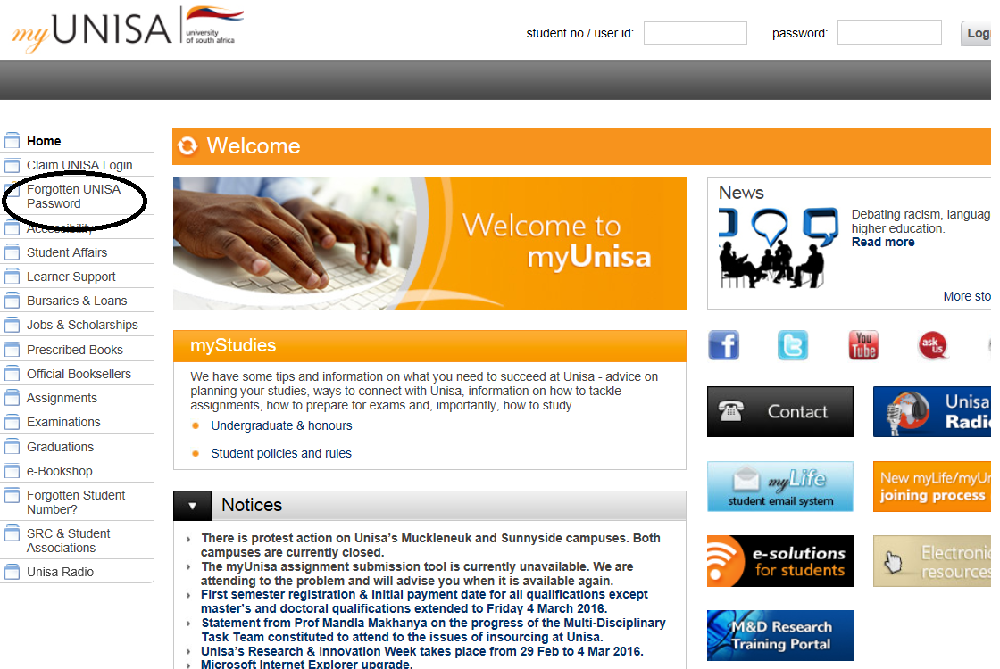 myUNISA
university
of south africa
student no / user id:
password:
Home
Claim UNISA Login
Forgotten UNISA
Password
Accessibility
Student Affairs
Learner Support
Bursaries & Loans
Jobs & Scholarships
Prescribed Books
Official Booksellers
Assignments
Examinations
Graduations
e-Bookshop
Forgotten Student
Number?
SRC & Student
Associations
Unisa Radio
Welcome
Welcome to
myUnisa
myStudies
We have some tips and information on what you need to succeed at Unisa - advice on
planning your studies, ways to connect with Unisa, information on how to tackle
assignments, how to prepare for exams and, importantly, how to study.
Undergraduate & honours
Student policies and rules
Notices
There is protest action on Unisa's Muckleneuk and Sunnyside campuses. Both
campuses are currently closed.
The myUnisa assignment submission tool is currently unavailable. We are
attending to the problem and will advise you when it is available again.
First semester registration & initial payment date for all qualifications except
master's and doctoral qualifications extended to Friday 4 March 2016.
Statement from Prof Mandla Makhanya on the progress of the Multi-Disciplinary
Task Team constituted to attend to the issues of insourcing at Unisa.
Unisa's Research & Innovation Week takes place from 29 Feb to 4 Mar 2016.
Microsoft Internet Explorer upgrade.
News
Debating racism,
higher education.
Read more
More
You
Tube
ask
us
Contact
Unisa
myLife
student email system
New
joining process
e-solutions
for students
M&D Research
Training Portal